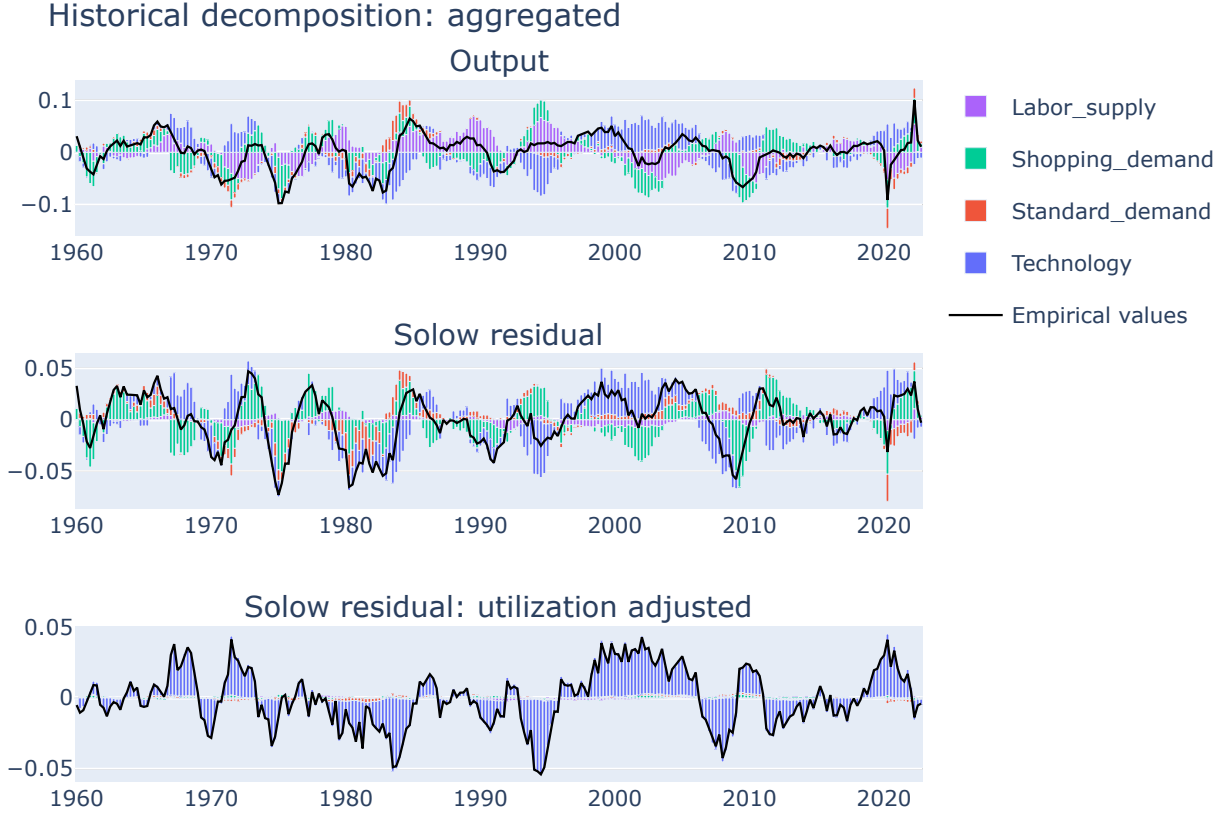 Historical decomposition: aggregated
Output
0.1
0
−0.1
1960 1970 1980 1990 2000 2010 2020
Labor_supply
Shopping_demand
Standard_demand
Technology
Empirical values
Solow residual
0.05
0
−0.05
1960 1970 1980 1990 2000 2010 2020
Solow residual: utilization adjusted
0.05
0
−0.05
1960 1970 1980 1990 2000 2010 2020